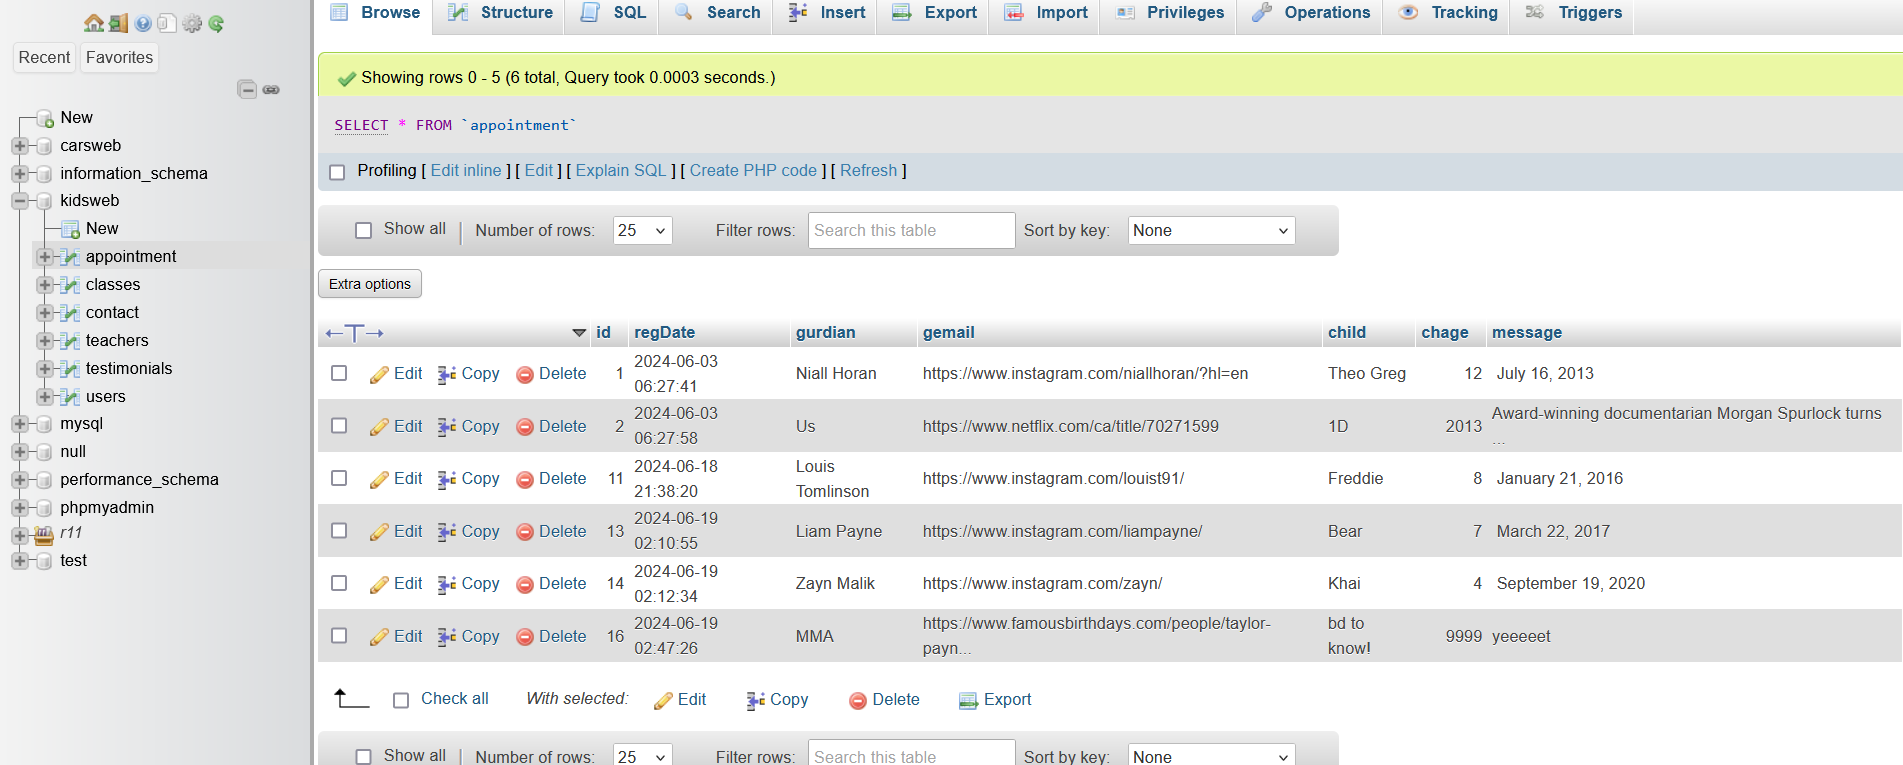 Recent Favorites
New
carsweb
information_schema
kidsweb
New
appointment
classes
contact
teachers
testimonials
users
mysql
null
performance_schema
phpmyadmin
r11
test
Browse Structure SQL Search Insert Export Import Privileges Operations Tracking Triggers
Showing rows 0 - 5 (6 total, Query took 0.0003 seconds.)
SELECT * FROM `appointment`
Profiling [ Edit inline ] [ Edit ] [ Explain SQL ] [ Create PHP code ] [ Refresh ]
Show all | Number of rows: 25 Filter rows: Search this table Sort by key: None
Extra options
←T→ id regDate gurdian gemail child chage message
Edit Copy Delete 1 2024-06-03 06:27:41 Niall Horan https://www.instagram.com/niallhoran/?hl=en Theo Greg 12 July 16, 2013
Edit Copy Delete 2 2024-06-03 06:27:58 Us https://www.netflix.com/ca/title/70271599 1D 2013 Award-winning documentarian Morgan Spurlock turns ...
Edit Copy Delete 11 2024-06-18 21:38:20 Louis Tomlinson https://www.instagram.com/louist91/ Freddie 8 January 21, 2016
Edit Copy Delete 13 2024-06-19 02:10:55 Liam Payne https://www.instagram.com/liampayne/ Bear 7 March 22, 2017
Edit Copy Delete 14 2024-06-19 02:12:34 Zayn Malik https://www.instagram.com/zayn/ Khai 4 September 19, 2020
Edit Copy Delete 16 2024-06-19 02:47:26 MMA https://www.famousbirthdays.com/people/taylor-payn... bd to know! 9999 yeeeeet
Check all With selected: Edit Copy Delete Export
Show all | Number of rows: 25 Filter rows: Search this table Sort by key: None